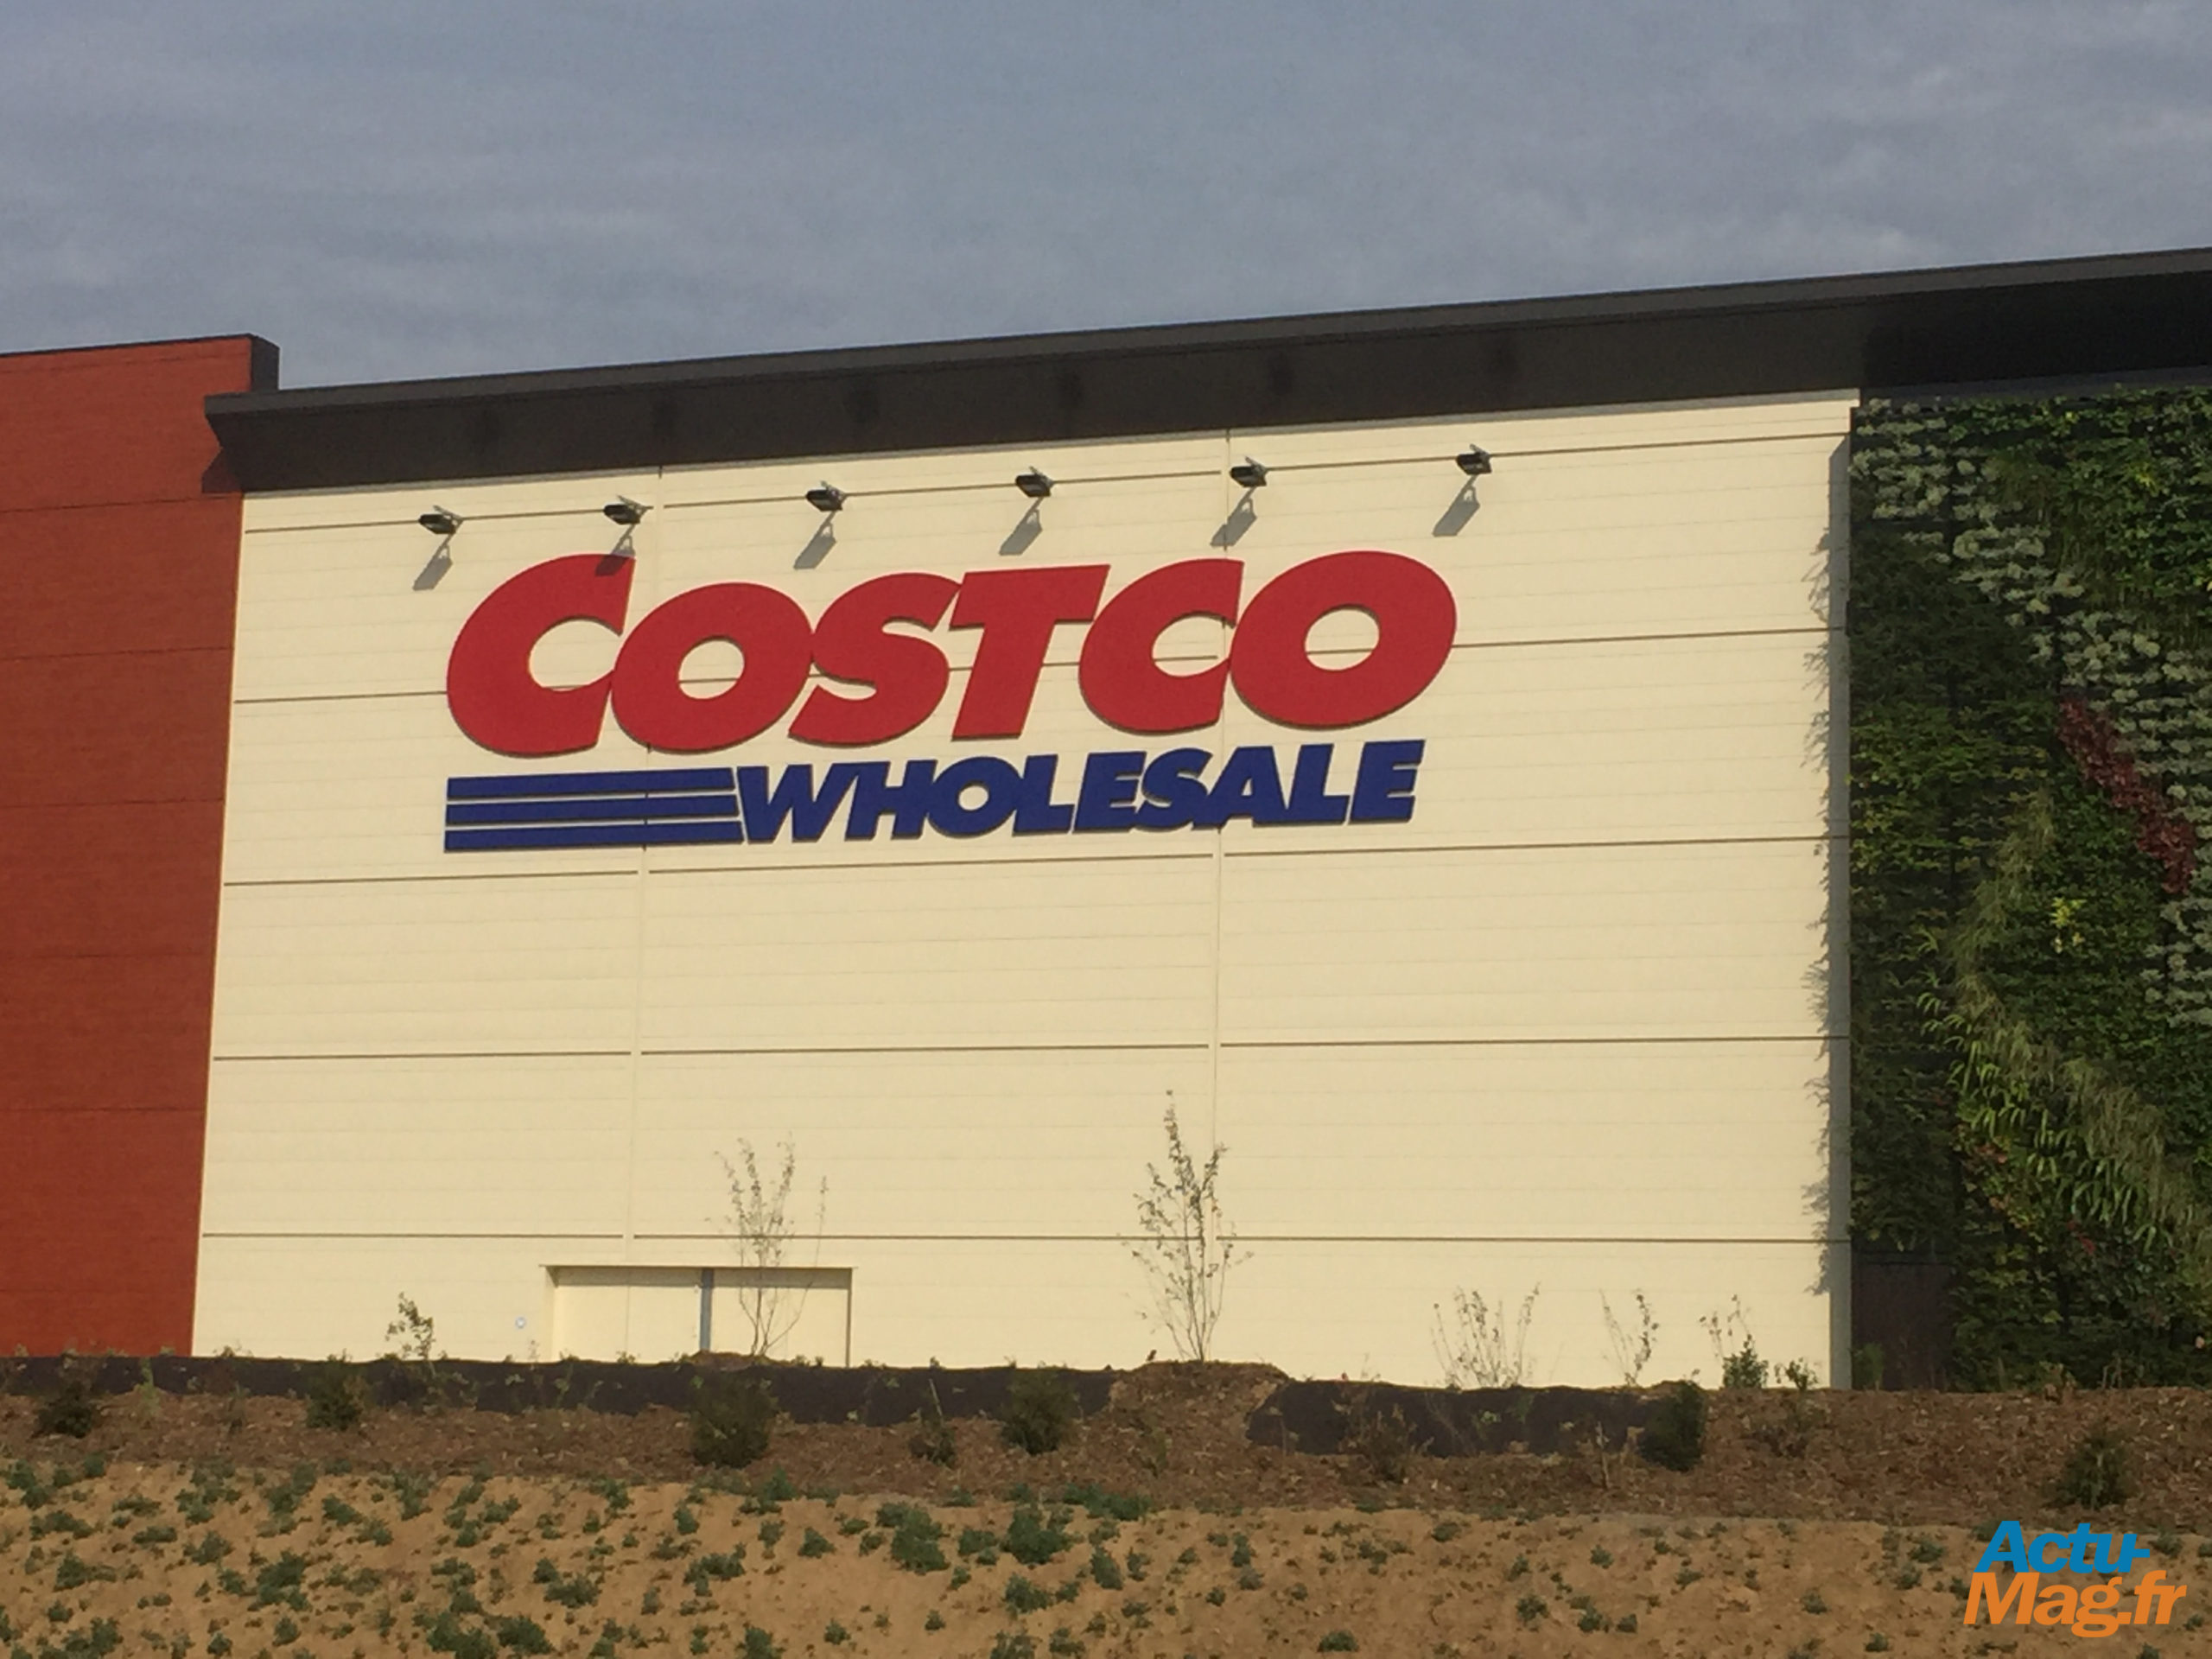 COSTCO
WHOLESALE
Actu-
Mag.fr